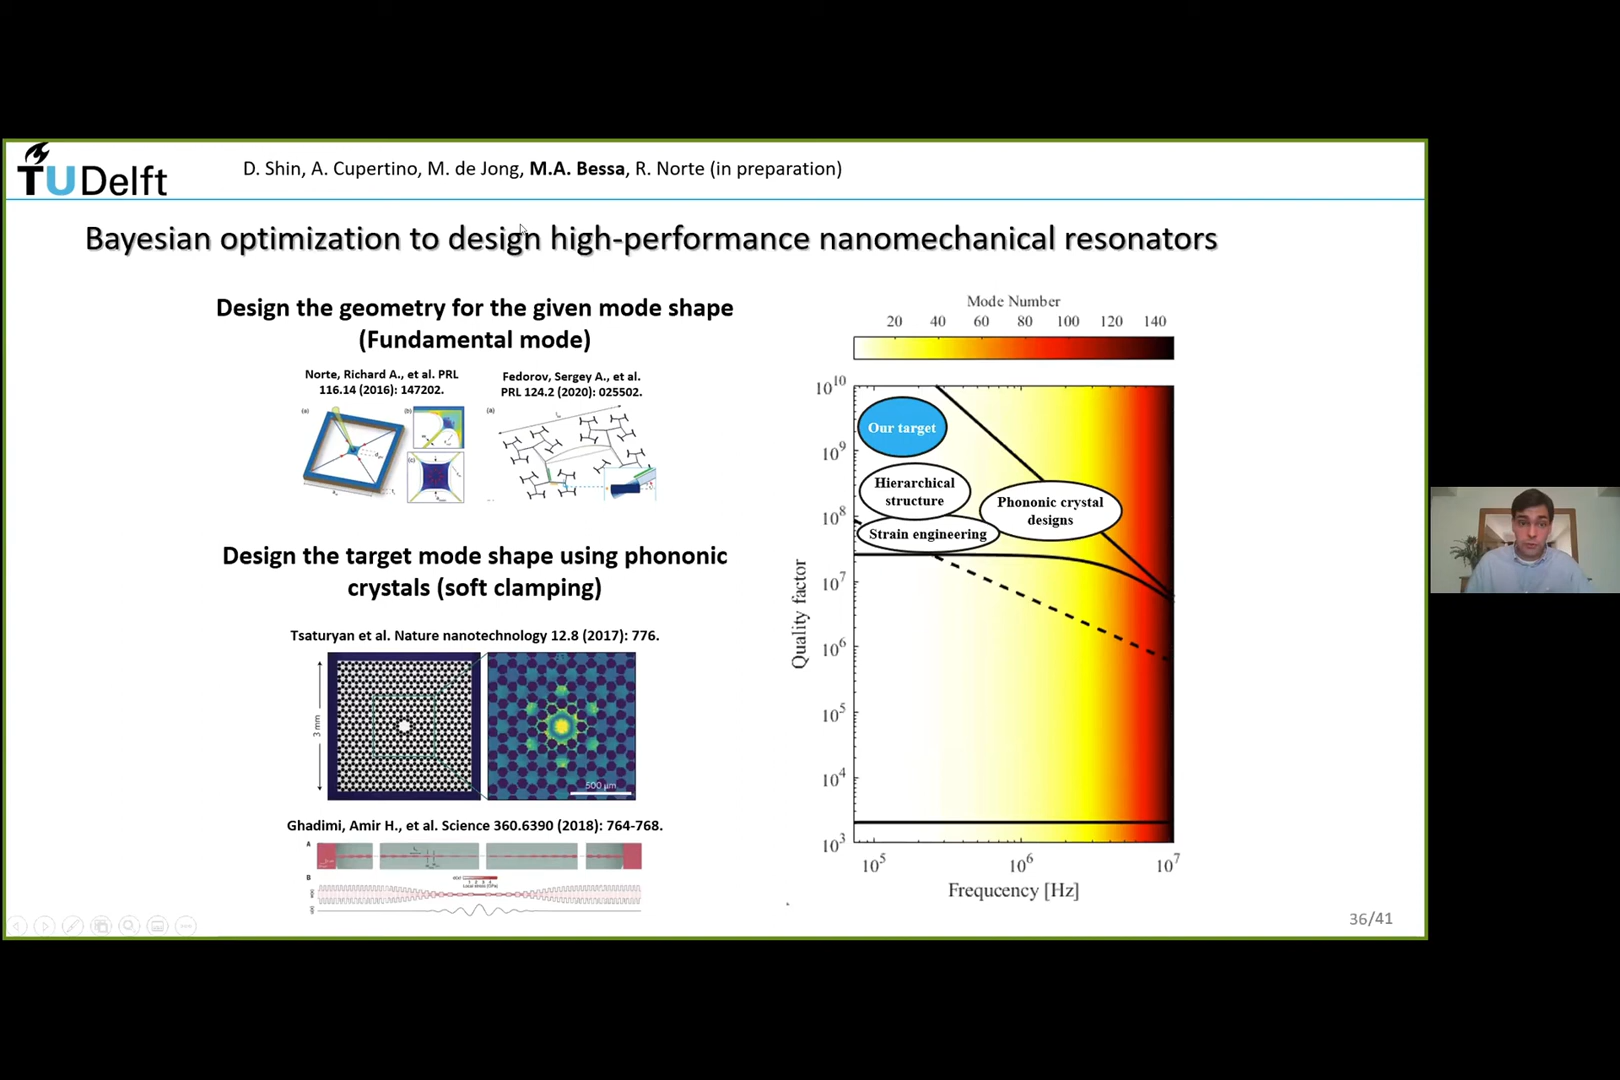 TUDelft
D. Shin, A. Cupertino, M. de Jong, M.A. Bessa, R. Norte (in preparation)
Bayesian optimization to design high-performance nanomechanical resonators
Design the geometry for the given mode shape
(Fundamental mode)
Norte, Richard A., et al. PRL
116.14 (2016): 147202.
Fedorov, Sergey A., et al.
PRL 124.2 (2020): 025502.
(a)
(b)
(c)
(a)
Design the target mode shape using phononic
crystals (soft clamping)
Tsaturyan et al. Nature nanotechnology 12.8 (2017): 776.
3 mm
500 µm
Ghadimi, Amir H., et al. Science 360.6390 (2018): 764-768.
A
B
Mode Number
20 40 60 80 100 120 140
10^10
10^9
10^8
10^7
10^6
10^5
10^4
10^3
Quality factor
Our target
Hierarchical
structure
Phononic crystal
designs
Strain engineering
10^5 10^6 10^7
Frequcency [Hz]
36/41